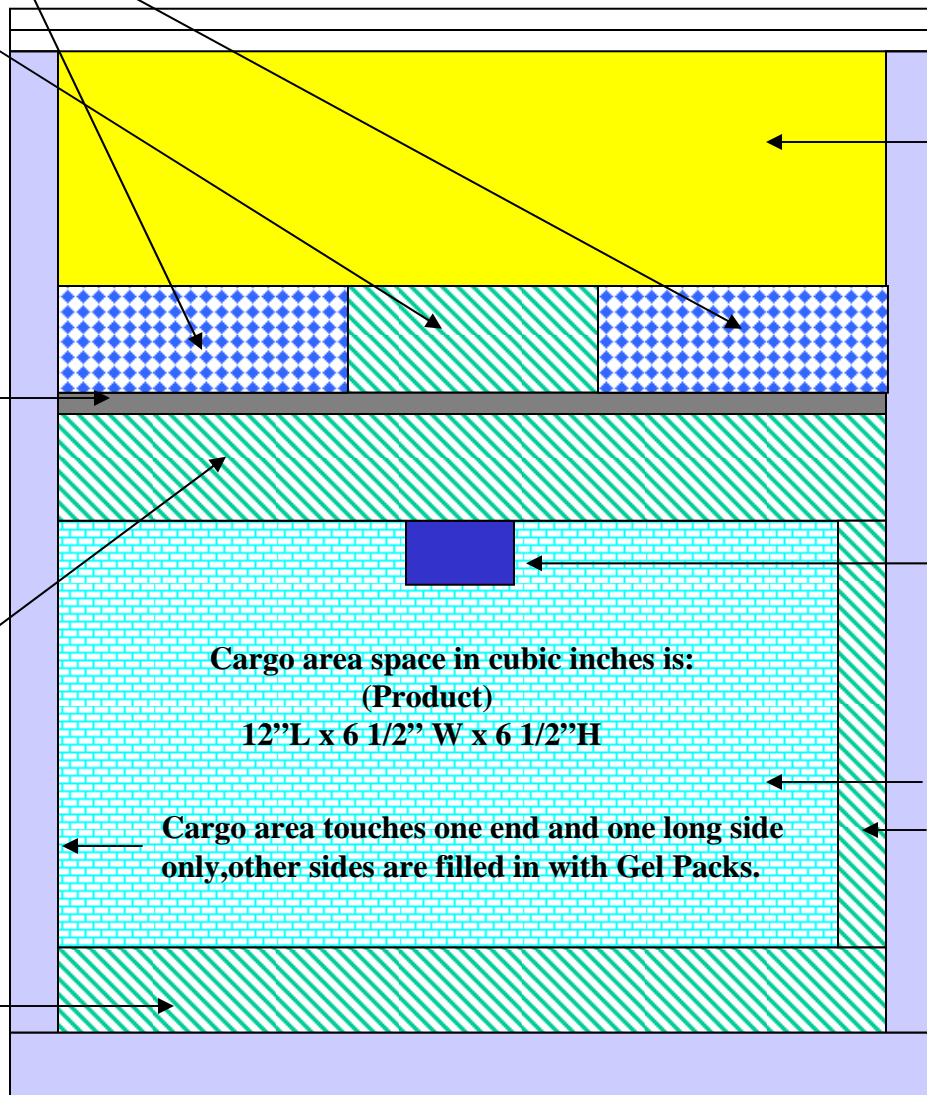 Cargo area space in cubic inches is:
(Product)
12”L x 6 1/2” W x 6 1/2”H
Cargo area touches one end and one long side
only,other sides are filled in with Gel Packs.